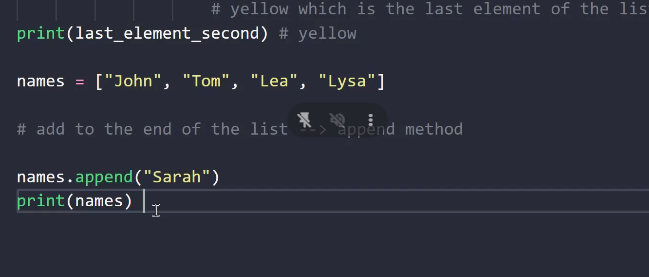 # yellow which is the last element of the lis
print(last_element_second) # yellow
names = ["John", "Tom", "Lea", "Lysa"]
# add to the end of the list --> append method
names.append("Sarah")
print(names)